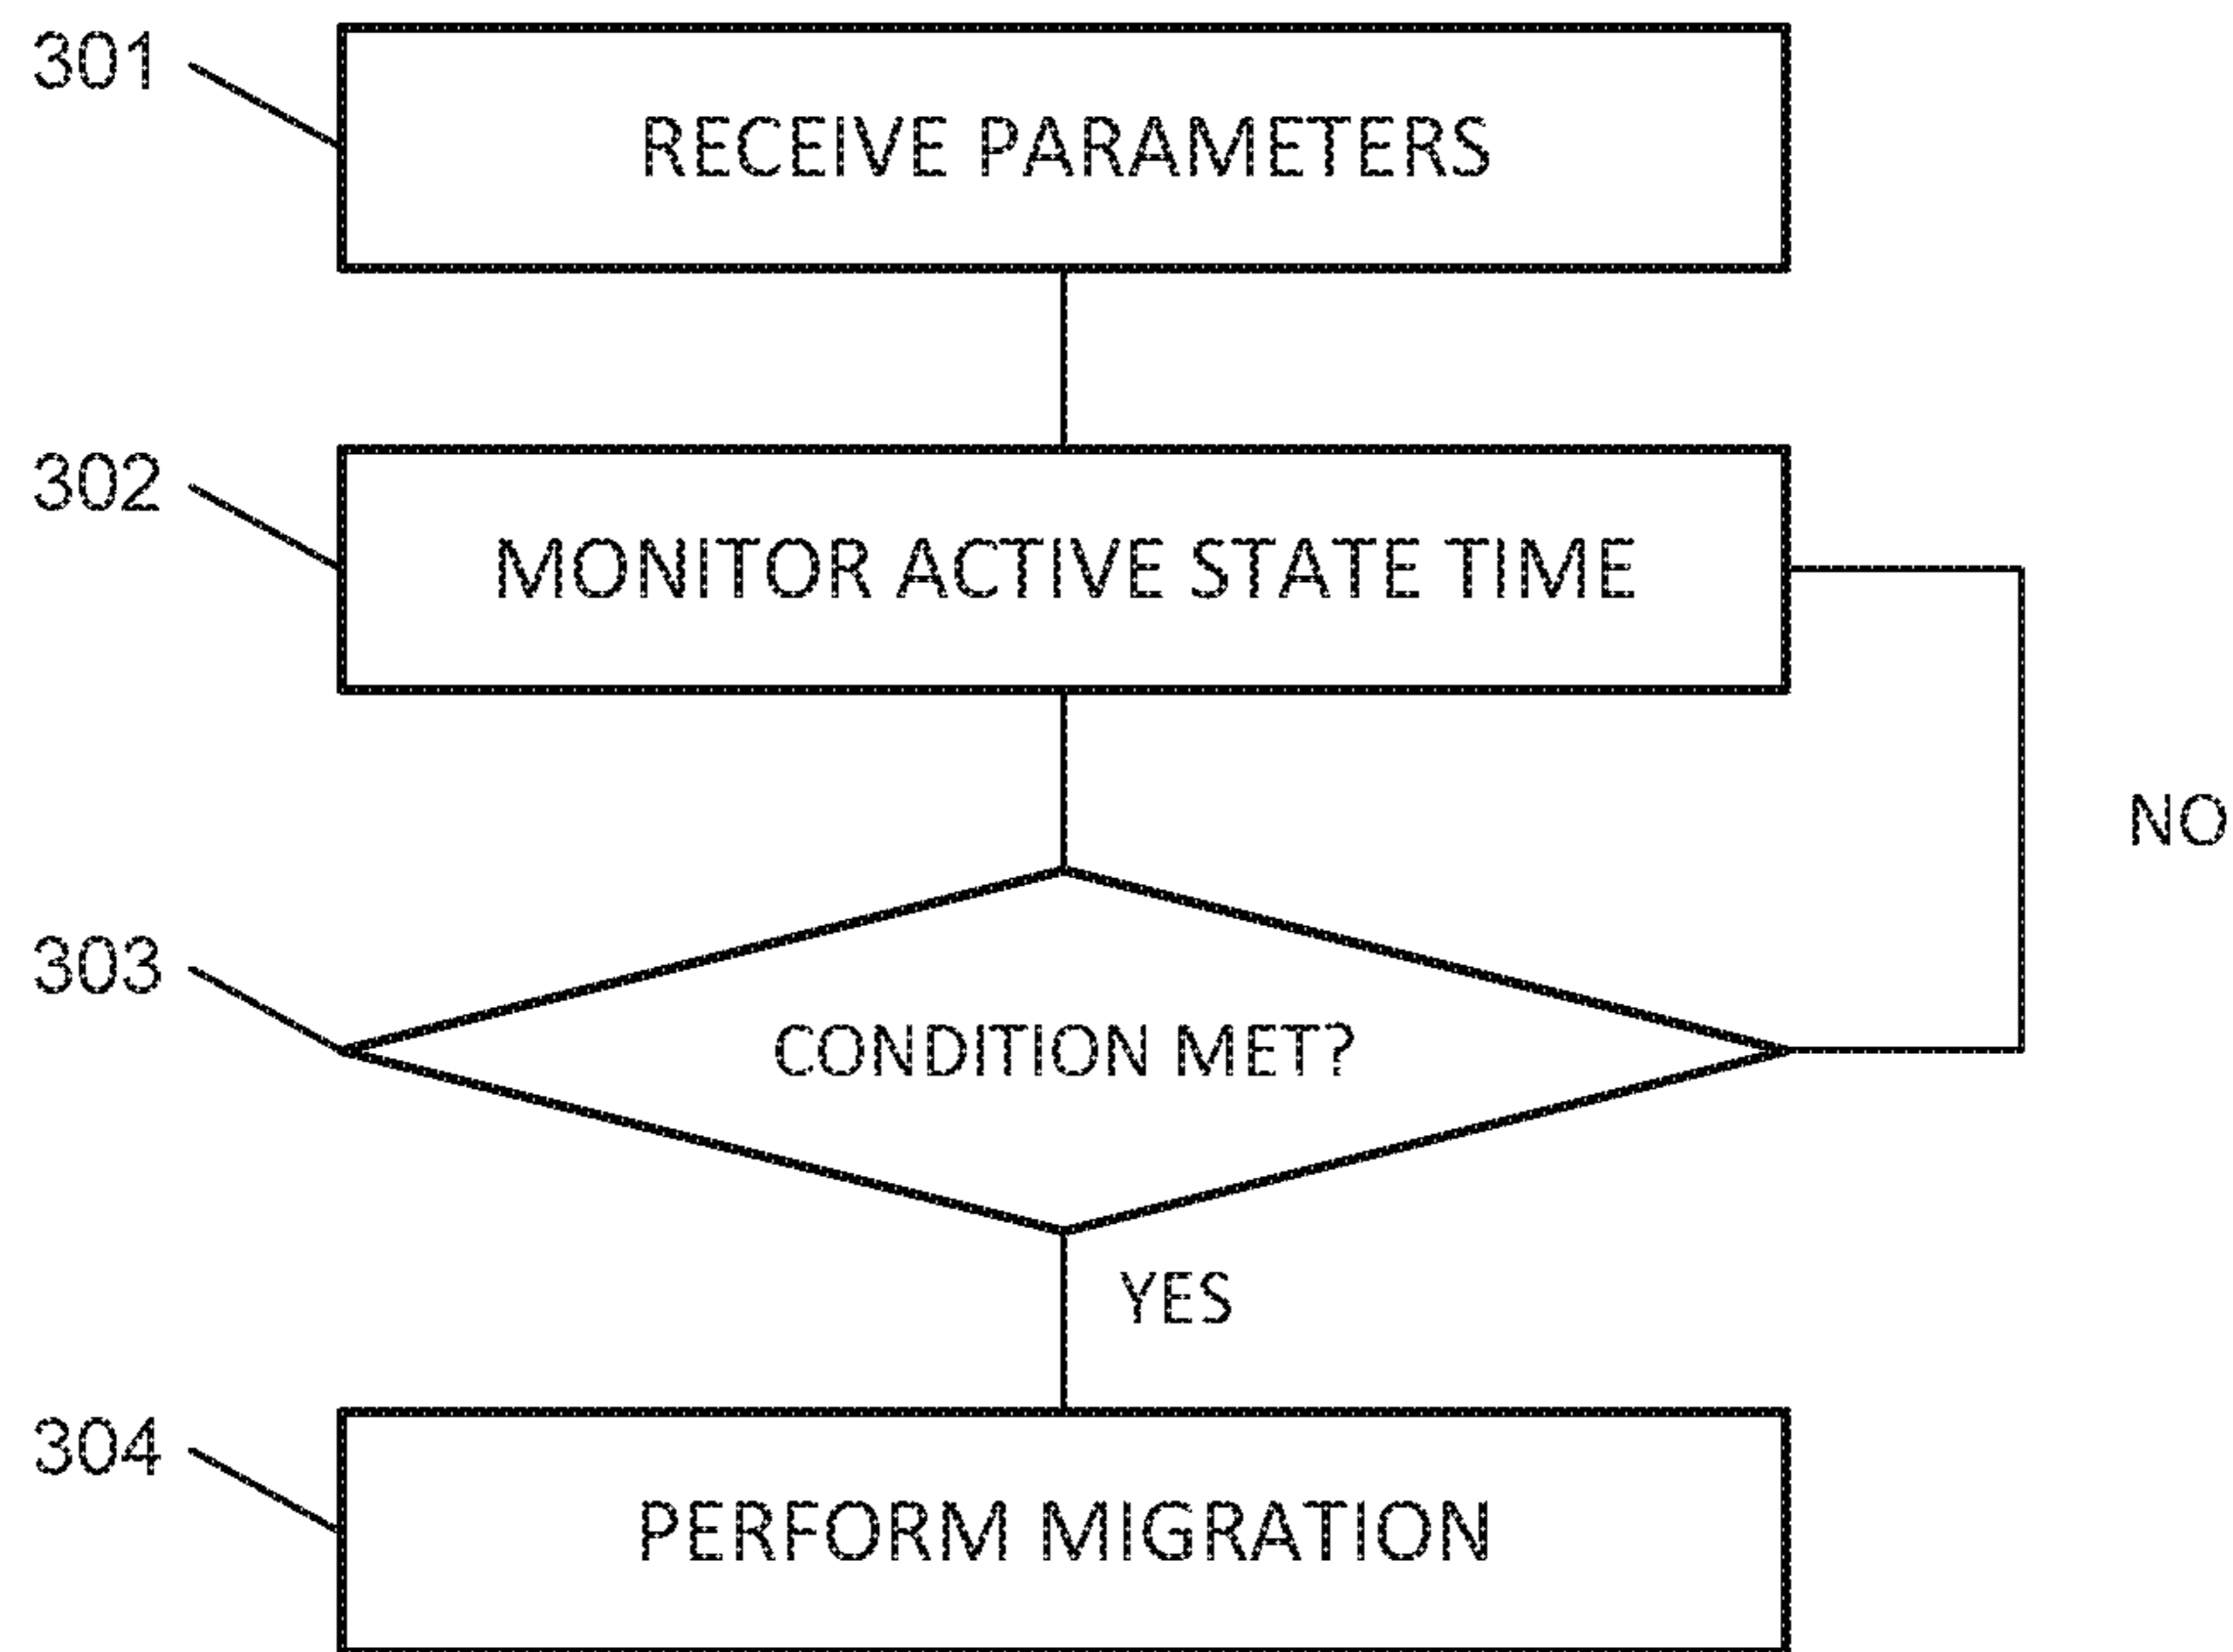 301
RECEIVE PARAMETERS
302
MONITOR ACTIVE STATE TIME
NO
303
CONDITION MET?
YES
304
PERFORM MIGRATION